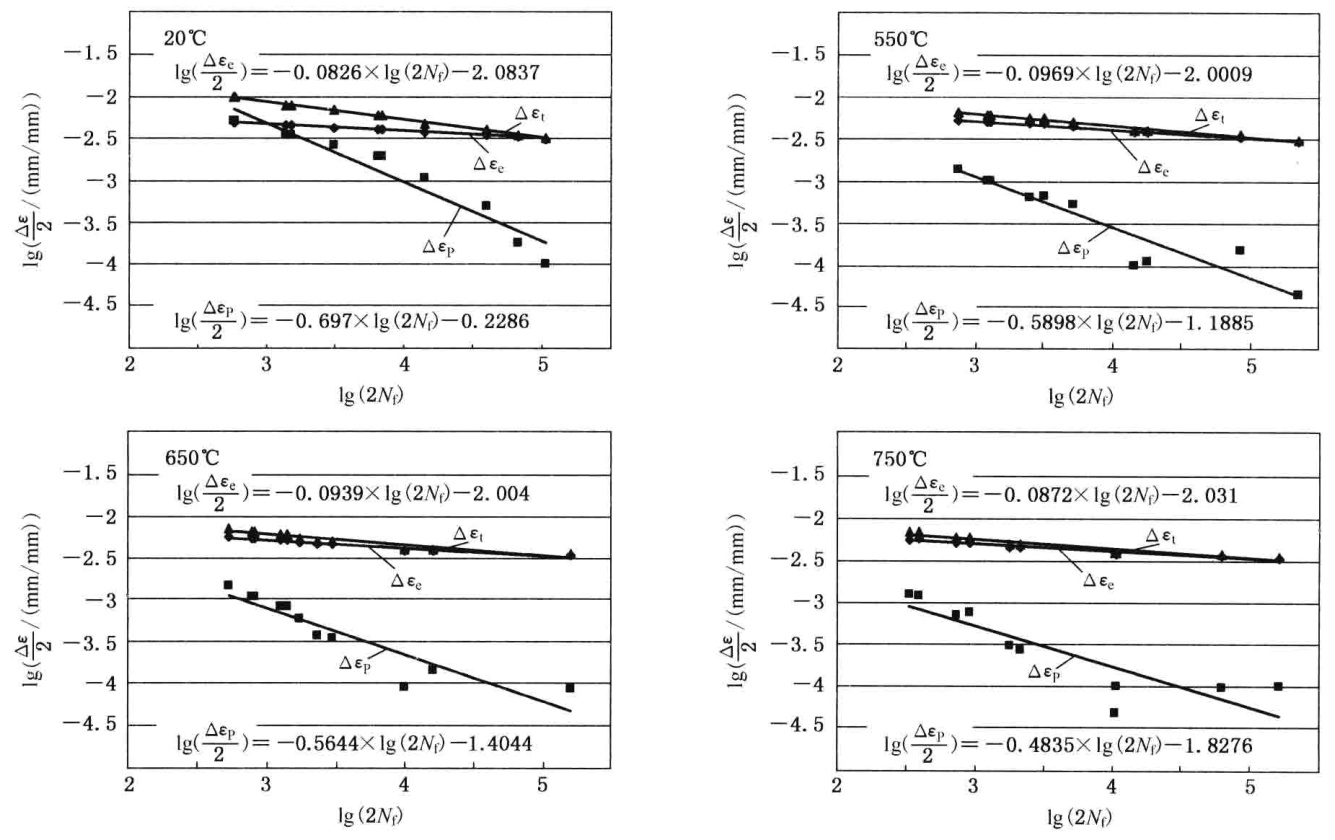 20℃
lg(Δεe/2)=−0.0826×lg(2Nf)−2.0837
−1.5
−2
−2.5
−3
−3.5
−4
−4.5
Δεt
Δεe
Δεp
lg(ΔεP/2)=−0.697×lg(2Nf)−0.2286
lg(Δε/2/(mm/mm))
2 3 4 5
lg(2Nf)
550℃
lg(Δεe/2)=−0.0969×lg(2Nf)−2.0009
−1.5
−2
−2.5
−3
−3.5
−4
−4.5
Δεt
Δεe
Δεp
lg(ΔεP/2)=−0.5898×lg(2Nf)−1.1885
lg(Δε/2/(mm/mm))
2 3 4 5
lg(2Nf)
650℃
lg(Δεe/2)=−0.0939×lg(2Nf)−2.004
−1.5
−2
−2.5
−3
−3.5
−4
−4.5
Δεt
Δεe
Δεp
lg(ΔεP/2)=−0.5644×lg(2Nf)−1.4044
lg(Δε/2/(mm/mm))
2 3 4 5
lg(2Nf)
750℃
lg(Δεe/2)=−0.0872×lg(2Nf)−2.031
−1.5
−2
−2.5
−3
−3.5
−4
−4.5
Δεt
Δεe
Δεp
lg(ΔεP/2)=−0.4835×lg(2Nf)−1.8276
lg(Δε/2/(mm/mm))
2 3 4 5
lg(2Nf)